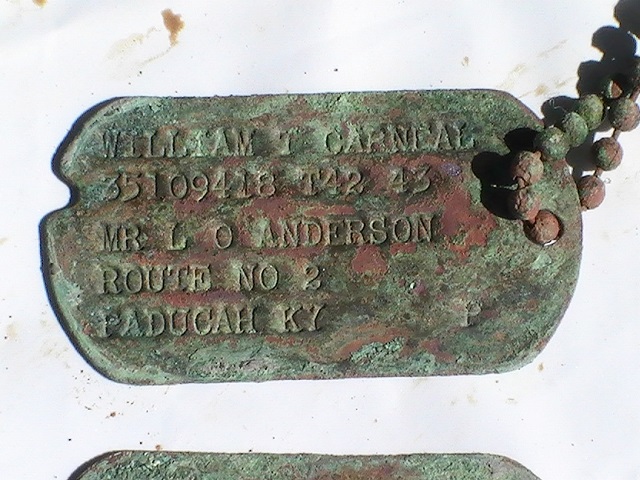 WILLIAM T CARNEAL
35109418 T42 43
MR L O ANDERSON
ROUTE NO 2
PADUCAH KY P